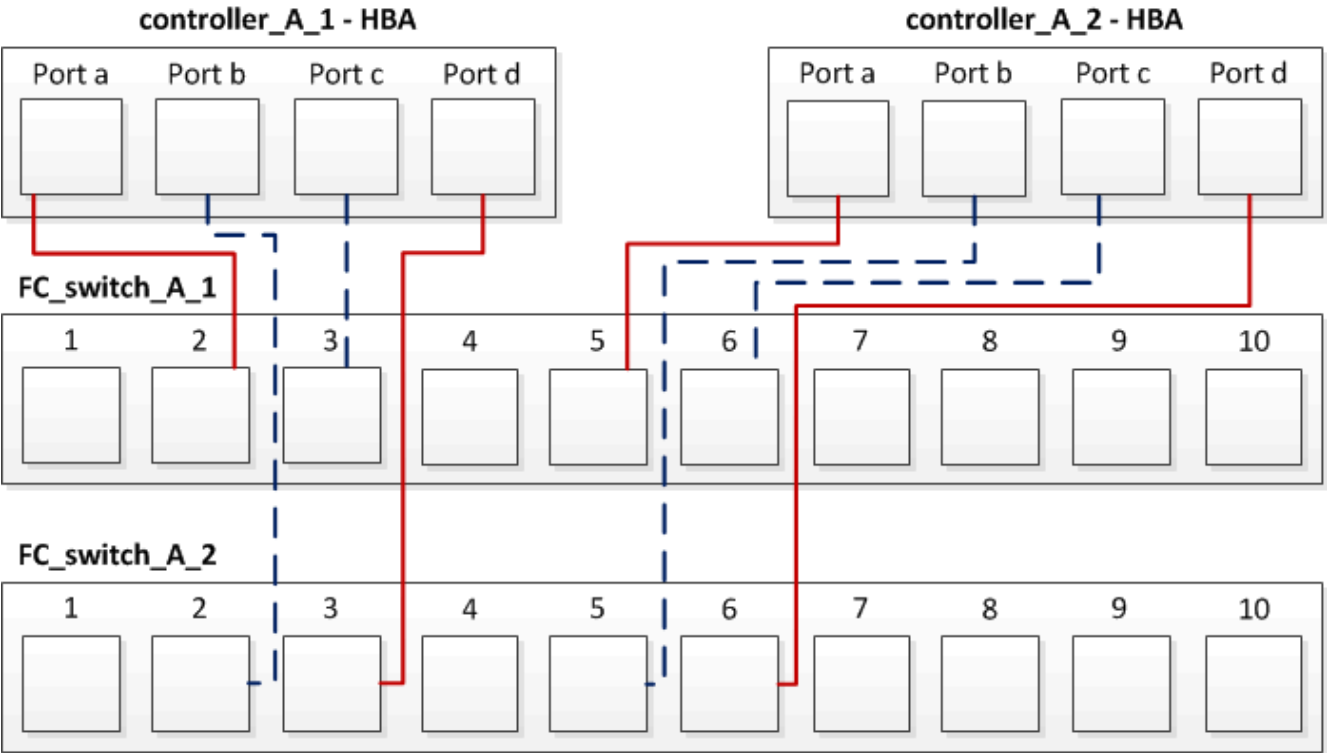 controller_A_1 - HBA
controller_A_2 - HBA
Port a Port b Port c Port d
Port a Port b Port c Port d
FC_switch_A_1
1 2 3 4 5 6 7 8 9 10
FC_switch_A_2
1 2 3 4 5 6 7 8 9 10